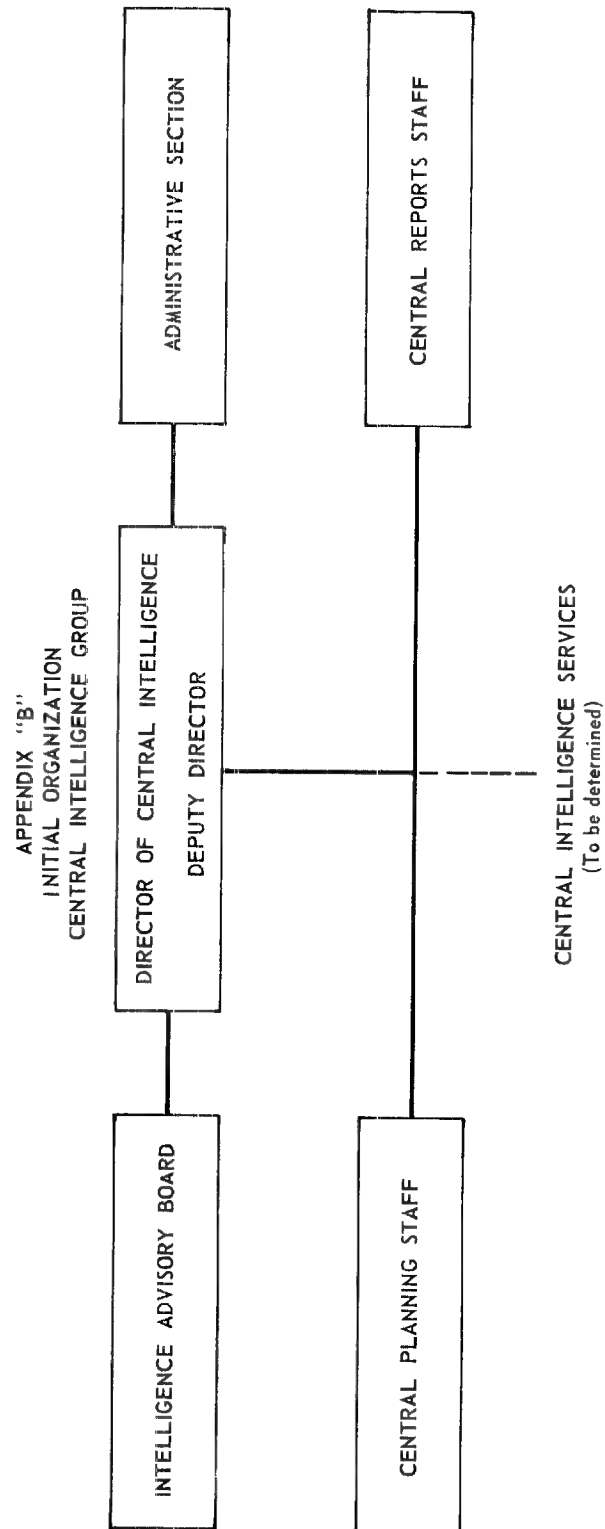 APPENDIX “B”
INITIAL ORGANIZATION
CENTRAL INTELLIGENCE GROUP
INTELLIGENCE ADVISORY BOARD
DIRECTOR OF CENTRAL INTELLIGENCE
DEPUTY DIRECTOR
ADMINISTRATIVE SECTION
CENTRAL PLANNING STAFF
CENTRAL REPORTS STAFF
CENTRAL INTELLIGENCE SERVICES
(To be determined)